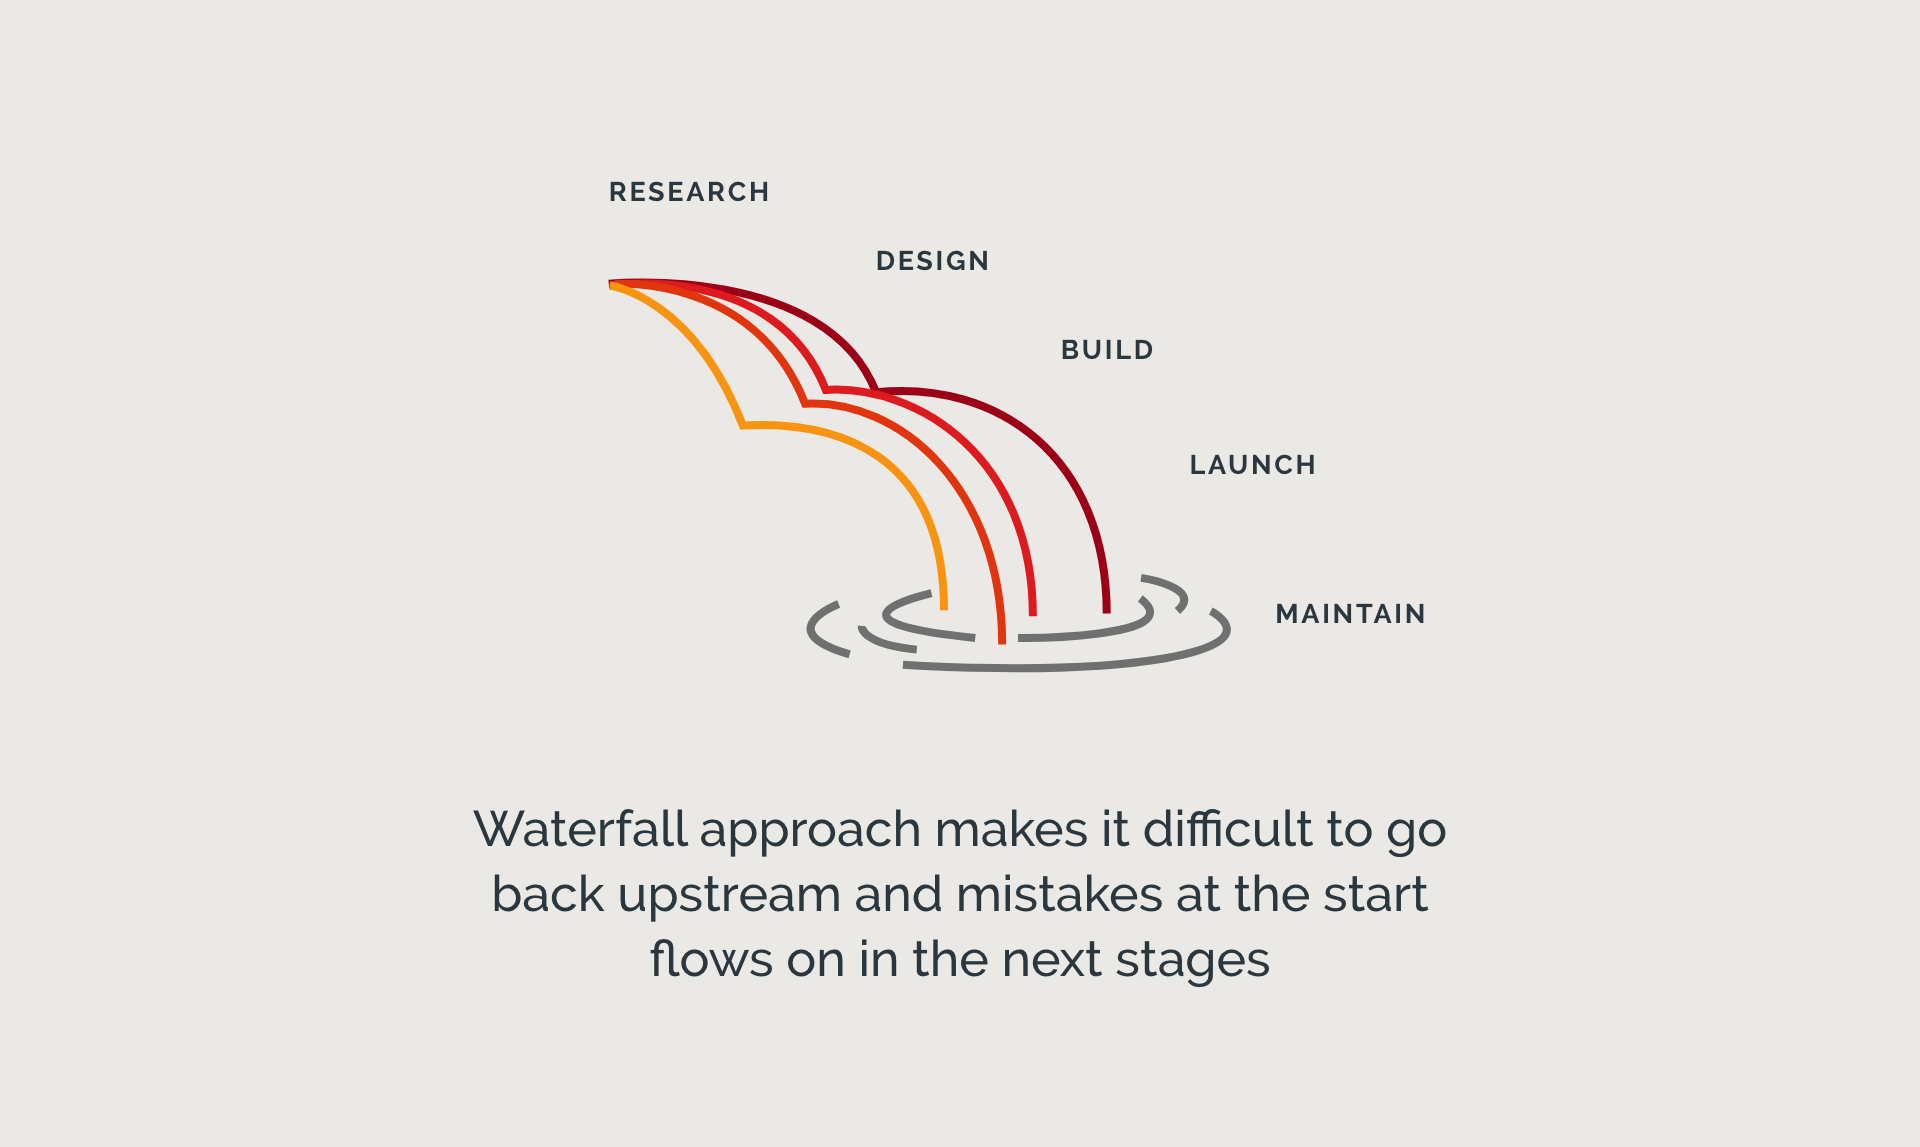 RESEARCH
DESIGN
BUILD
LAUNCH
MAINTAIN
Waterfall approach makes it difficult to go
back upstream and mistakes at the start
flows on in the next stages